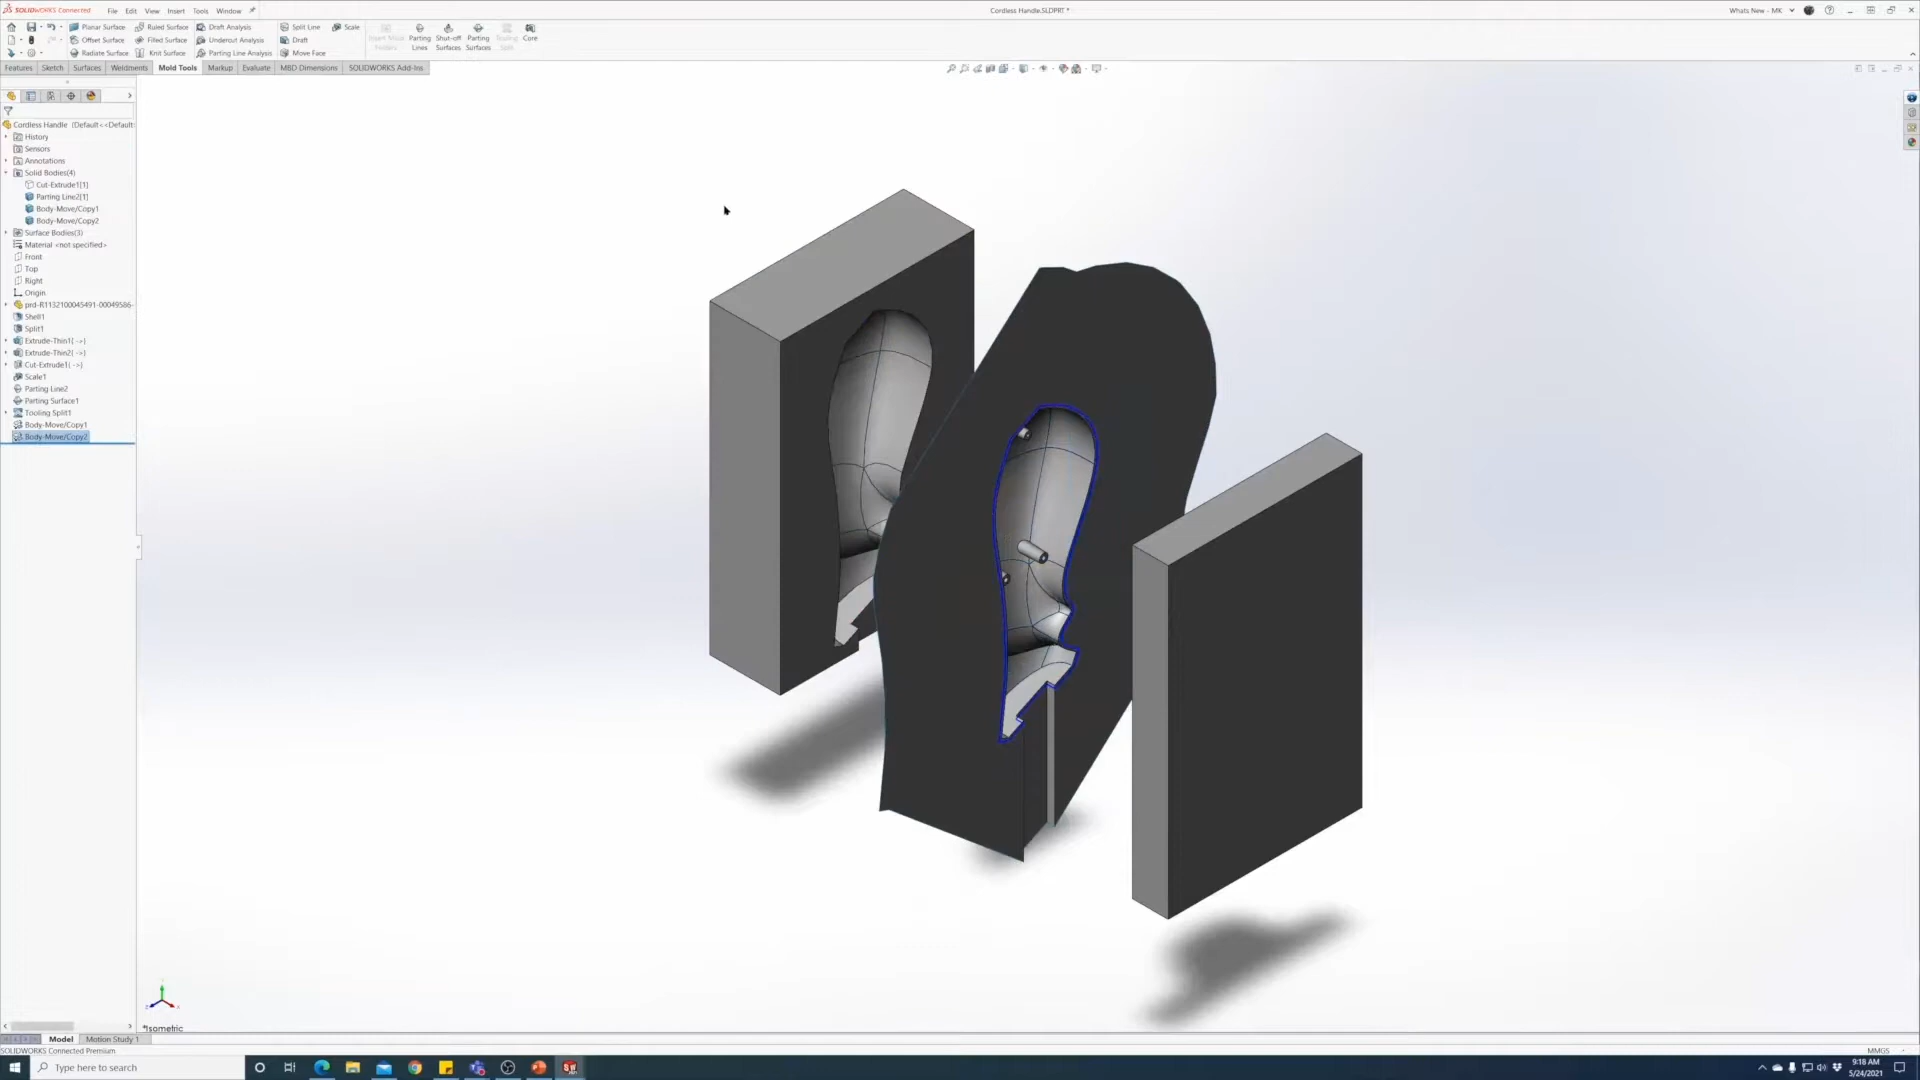 SOLIDWORKS Connected
File
Edit
View
Insert
Tools
Window
Cordless Handle.SLDPRT *
Whats New - MK
Planar Surface
Ruled Surface
Draft Analysis
Split Line
Scale
Offset Surface
Filled Surface
Undercut Analysis
Draft
Radiate Surface
Knit Surface
Parting Line Analysis
Move Face
Insert Mold Folders
Parting Lines
Shut-off Surfaces
Parting Surfaces
Tooling Split
Core
Features
Sketch
Surfaces
Weldments
Mold Tools
Markup
Evaluate
MBD Dimensions
SOLIDWORKS Add-Ins
Cordless Handle (Default<<Default
History
Sensors
Annotations
Solid Bodies(4)
Cut-Extrude1[1]
Parting Line2[1]
Body-Move/Copy1
Body-Move/Copy2
Surface Bodies(3)
Material <not specified>
Front
Top
Right
Origin
prd-R1132100045491-00049586-
Shell1
Split1
Extrude-Thin1( ->)
Extrude-Thin2( ->)
Cut-Extrude1( ->)
Scale1
Parting Line2
Parting Surface1
Tooling Split1
Body-Move/Copy1
Body-Move/Copy2
*Isometric
Model
Motion Study 1
SOLIDWORKS Connected Premium
MMGS
Type here to search
9:18 AM
5/24/2021